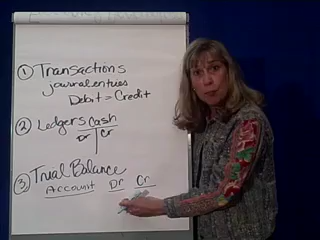 ① Transactions
journal entries
Debit = Credit
② Ledgers Cash
Dr Cr
③ Trial Balance
Account Dr Cr